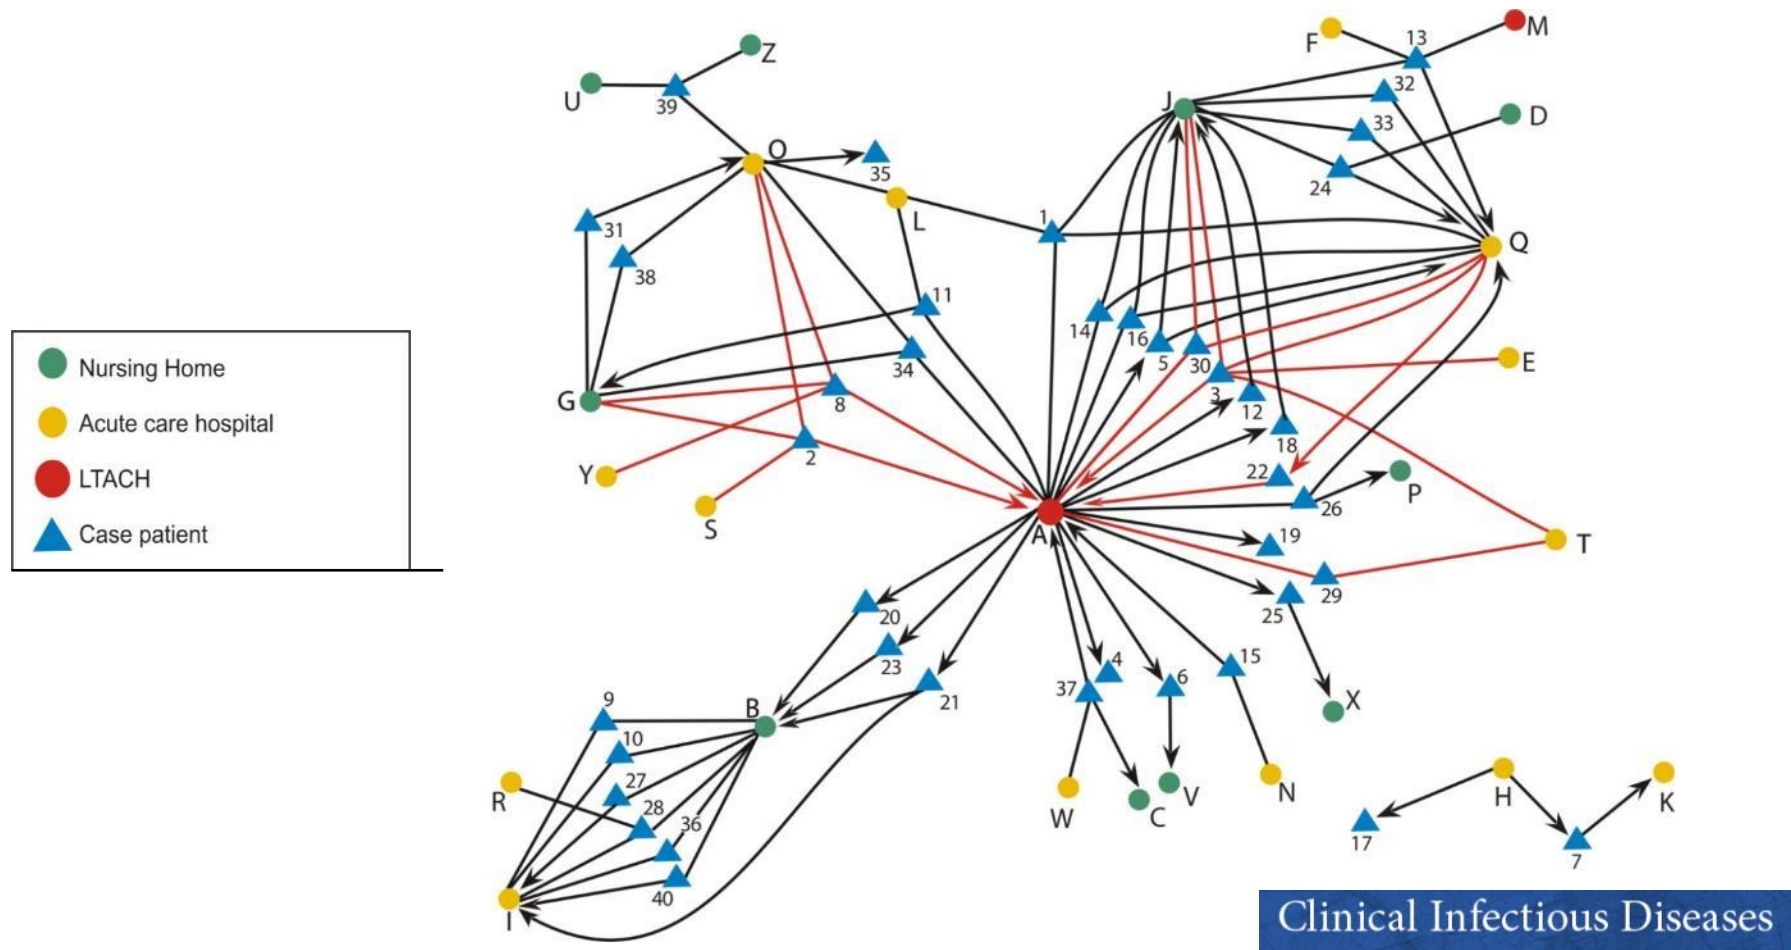 Z
U
39
O
35
L
31
38
11
34
G
8
2
Y
S
F
M
13
32
J
33
D
24
1
Q
14
16
5
30
3
E
12
18
22
26
P
A
19
T
29
25
20
23
21
4
37
6
15
X
W
C
V
N
B
9
10
27
28
36
R
40
I
H
K
17
7
Nursing Home
Acute care hospital
LTACH
Case patient
Clinical Infectious Diseases